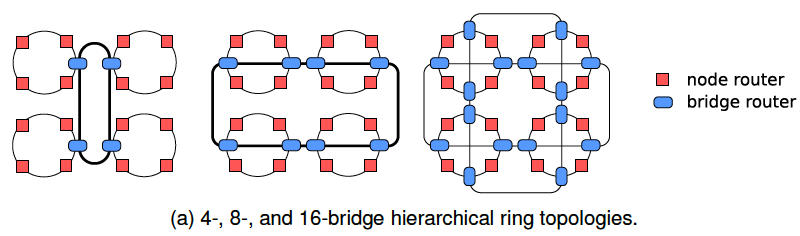 node router
bridge router
(a) 4-, 8-, and 16-bridge hierarchical ring topologies.